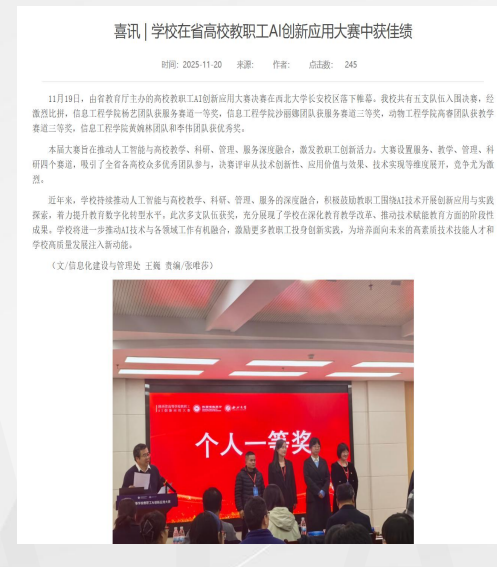 喜讯 | 学校在省高校教职工AI创新应用大赛中获佳绩
时间：2025-11-20 来源： 作者： 点击数： 245
11月19日，由省教育厅主办的高校教职工AI创新应用大赛决赛在西北大学长安校区落下帷幕。我校共有五支队伍入围决赛，经
激烈比拼，信息工程学院杨艺团队获服务赛道一等奖，信息工程学院沙丽娜团队获服务赛道三等奖，动物工程学院高睿团队获教学
赛道三等奖，信息工程学院黄婉林团队和李伟团队获优秀奖。
本届大赛旨在推动人工智能与高校教学、科研、管理、服务深度融合，激发教职工创新活力。大赛设置服务、教学、管理、科
研四个赛道，吸引了全省各高校众多优秀团队参与，决赛评审从技术创新性、应用价值与效果、技术实现等维度展开，竞争尤为激
烈。
近年来，学校持续推动人工智能与高校教学、科研、管理、服务的深度融合，积极鼓励教职工围绕AI技术开展创新应用与实践
探索，着力提升教育数字化转型水平，此次多支队伍获奖，充分展现了学校在深化教育教学改革、推动技术赋能教育方面的阶段性
成果。学校将进一步推动AI技术与各领域工作有机融合，激励更多教职工投身创新实践，为培养面向未来的高素质技术技能人才和
学校高质量发展注入新动能。
（文/信息化建设与管理处 王巍 责编/张唯莎）
个人一等奖